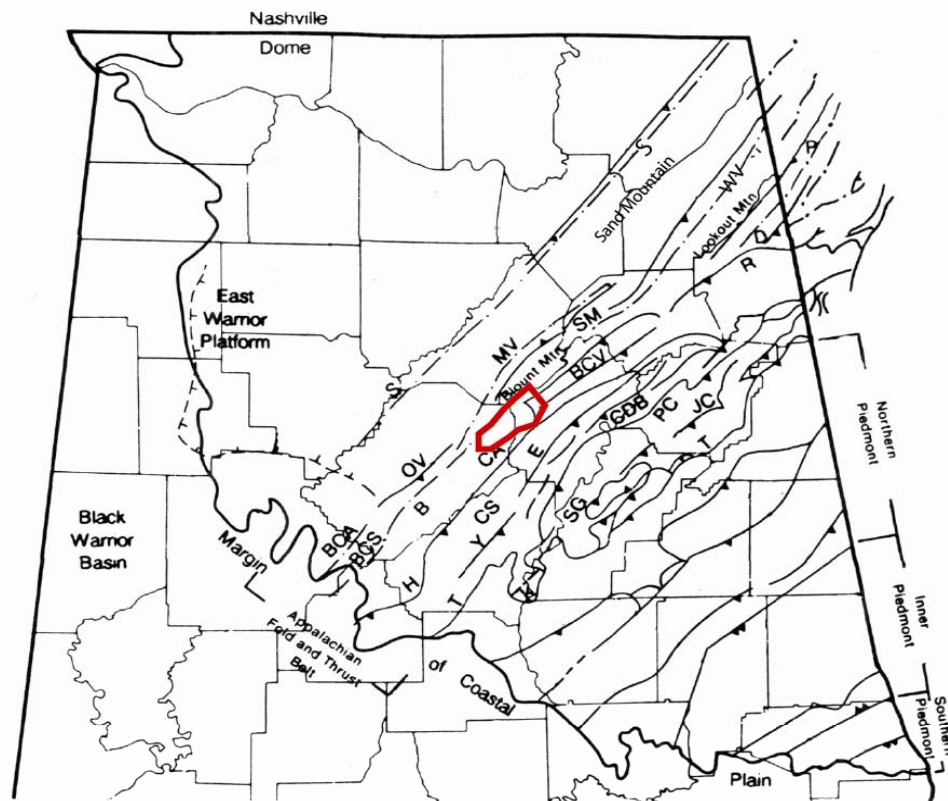 Nashville
Dome
S
Sand Mountain
WV
Lookout Mtn
P
C
D
R
East
Warrior
Platform
MV
SM
Blount Mtn
BCV
S
GDB
PC
JC
T
Northern
Piedmont
OV
CA
E
B
CS
SG
Y
Black
Warrior
Basin
BCA
BCS
H
T
Margin
of Coastal
Plain
Appalachian
Fold and Thrust
Belt
Inner
Piedmont
Southern
Piedmont